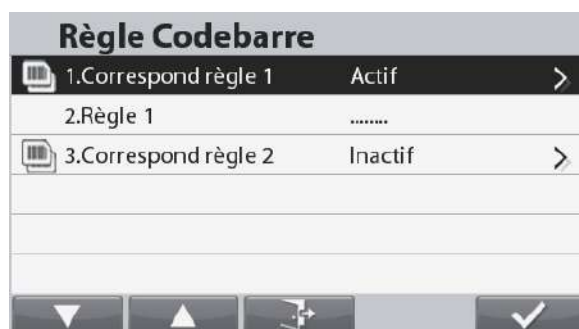 Règle Codebarre
1.Correspond règle 1 Actif
2.Règle 1 ........
3.Correspond règle 2 Inactif